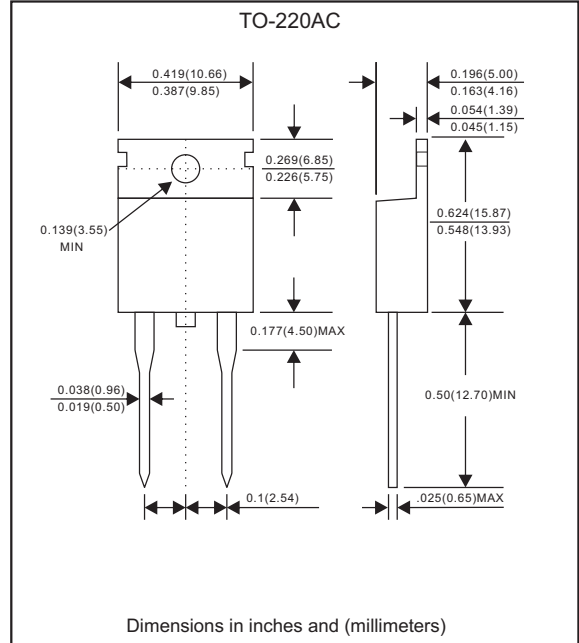 TO-220AC
0.419(10.66)
0.387(9.85)
0.196(5.00)
0.163(4.16)
0.054(1.39)
0.045(1.15)
0.269(6.85)
0.226(5.75)
0.139(3.55)
MIN
0.624(15.87)
0.548(13.93)
0.177(4.50)MAX
0.038(0.96)
0.019(0.50)
0.50(12.70)MIN
0.1(2.54)
.025(0.65)MAX
Dimensions in inches and (millimeters)